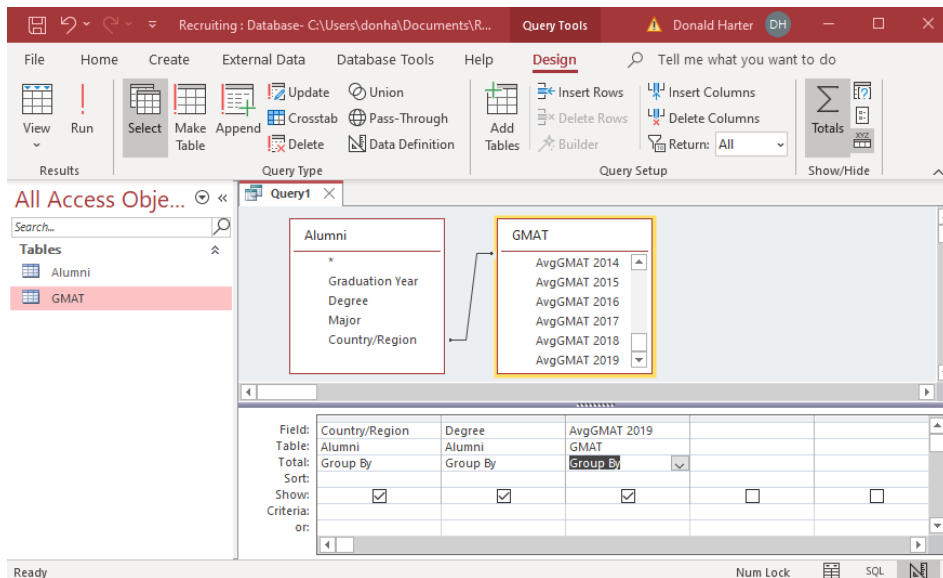 Recruiting : Database- C:\Users\donha\Documents\R... Query Tools Donald Harter DH
File Home Create External Data Database Tools Help Design Tell me what you want to do
View Run Select Make Table Append Update Crosstab Delete Union Pass-Through Data Definition Add Tables Insert Rows Delete Rows Builder Insert Columns Delete Columns Return: All Totals XYZ
Results Query Type Query Setup Show/Hide
All Access Obje... « Query1
Search...
Tables
Alumni
GMAT
Alumni
*
Graduation Year
Degree
Major
Country/Region
GMAT
AvgGMAT 2014
AvgGMAT 2015
AvgGMAT 2016
AvgGMAT 2017
AvgGMAT 2018
AvgGMAT 2019
Field: Country/Region Degree AvgGMAT 2019
Table: Alumni Alumni GMAT
Total: Group By Group By Group By
Sort:
Show:
Criteria:
or:
Ready Num Lock SQL